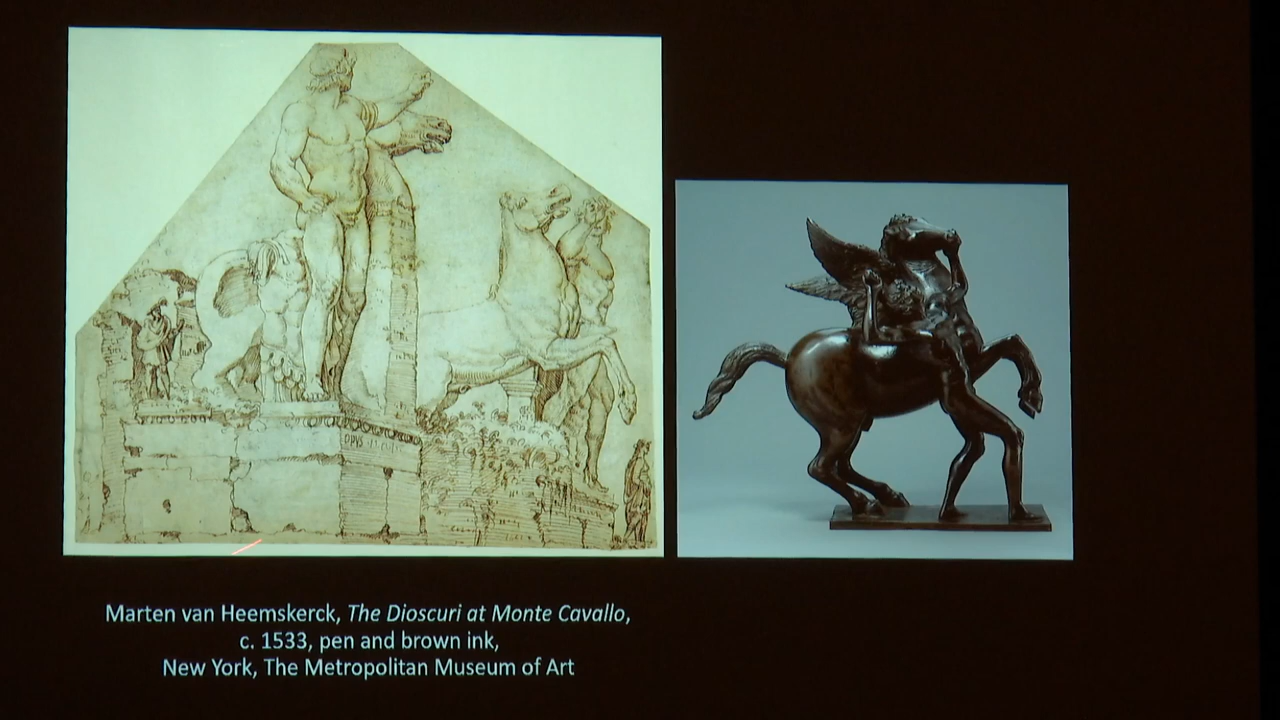 OPVS
Marten van Heemskerck, The Dioscuri at Monte Cavallo,
c. 1533, pen and brown ink,
New York, The Metropolitan Museum of Art